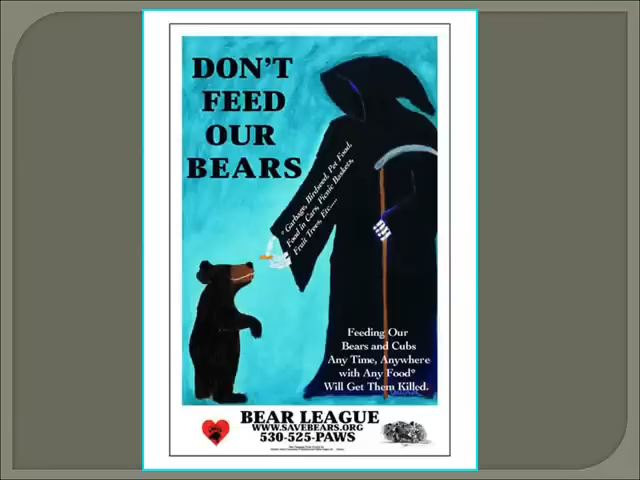 DON'T
FEED
OUR
BEARS
* Garbage, Birdseed, Pet Food,
Food in Cars, Picnic Baskets,
Fruit Trees, Etc....
Feeding Our
Bears and Cubs
Any Time, Anywhere
with Any Food*
Will Get Them Killed.
BEAR LEAGUE
WWW.SAVEBEARS.ORG
530-525-PAWS